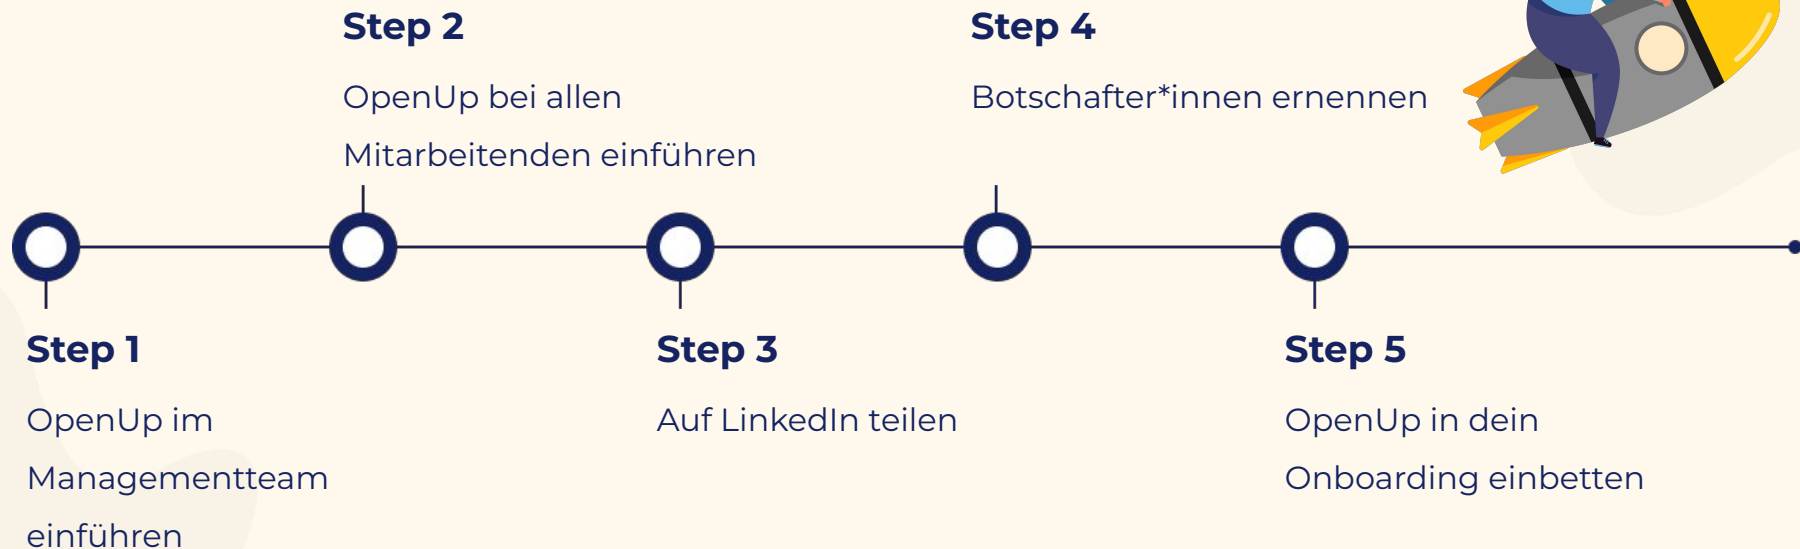 Step 1
OpenUp im
Managementteam
einführen
Step 2
OpenUp bei allen
Mitarbeitenden einführen
Step 3
Auf LinkedIn teilen
Step 4
Botschafter*innen ernennen
Step 5
OpenUp in dein
Onboarding einbetten